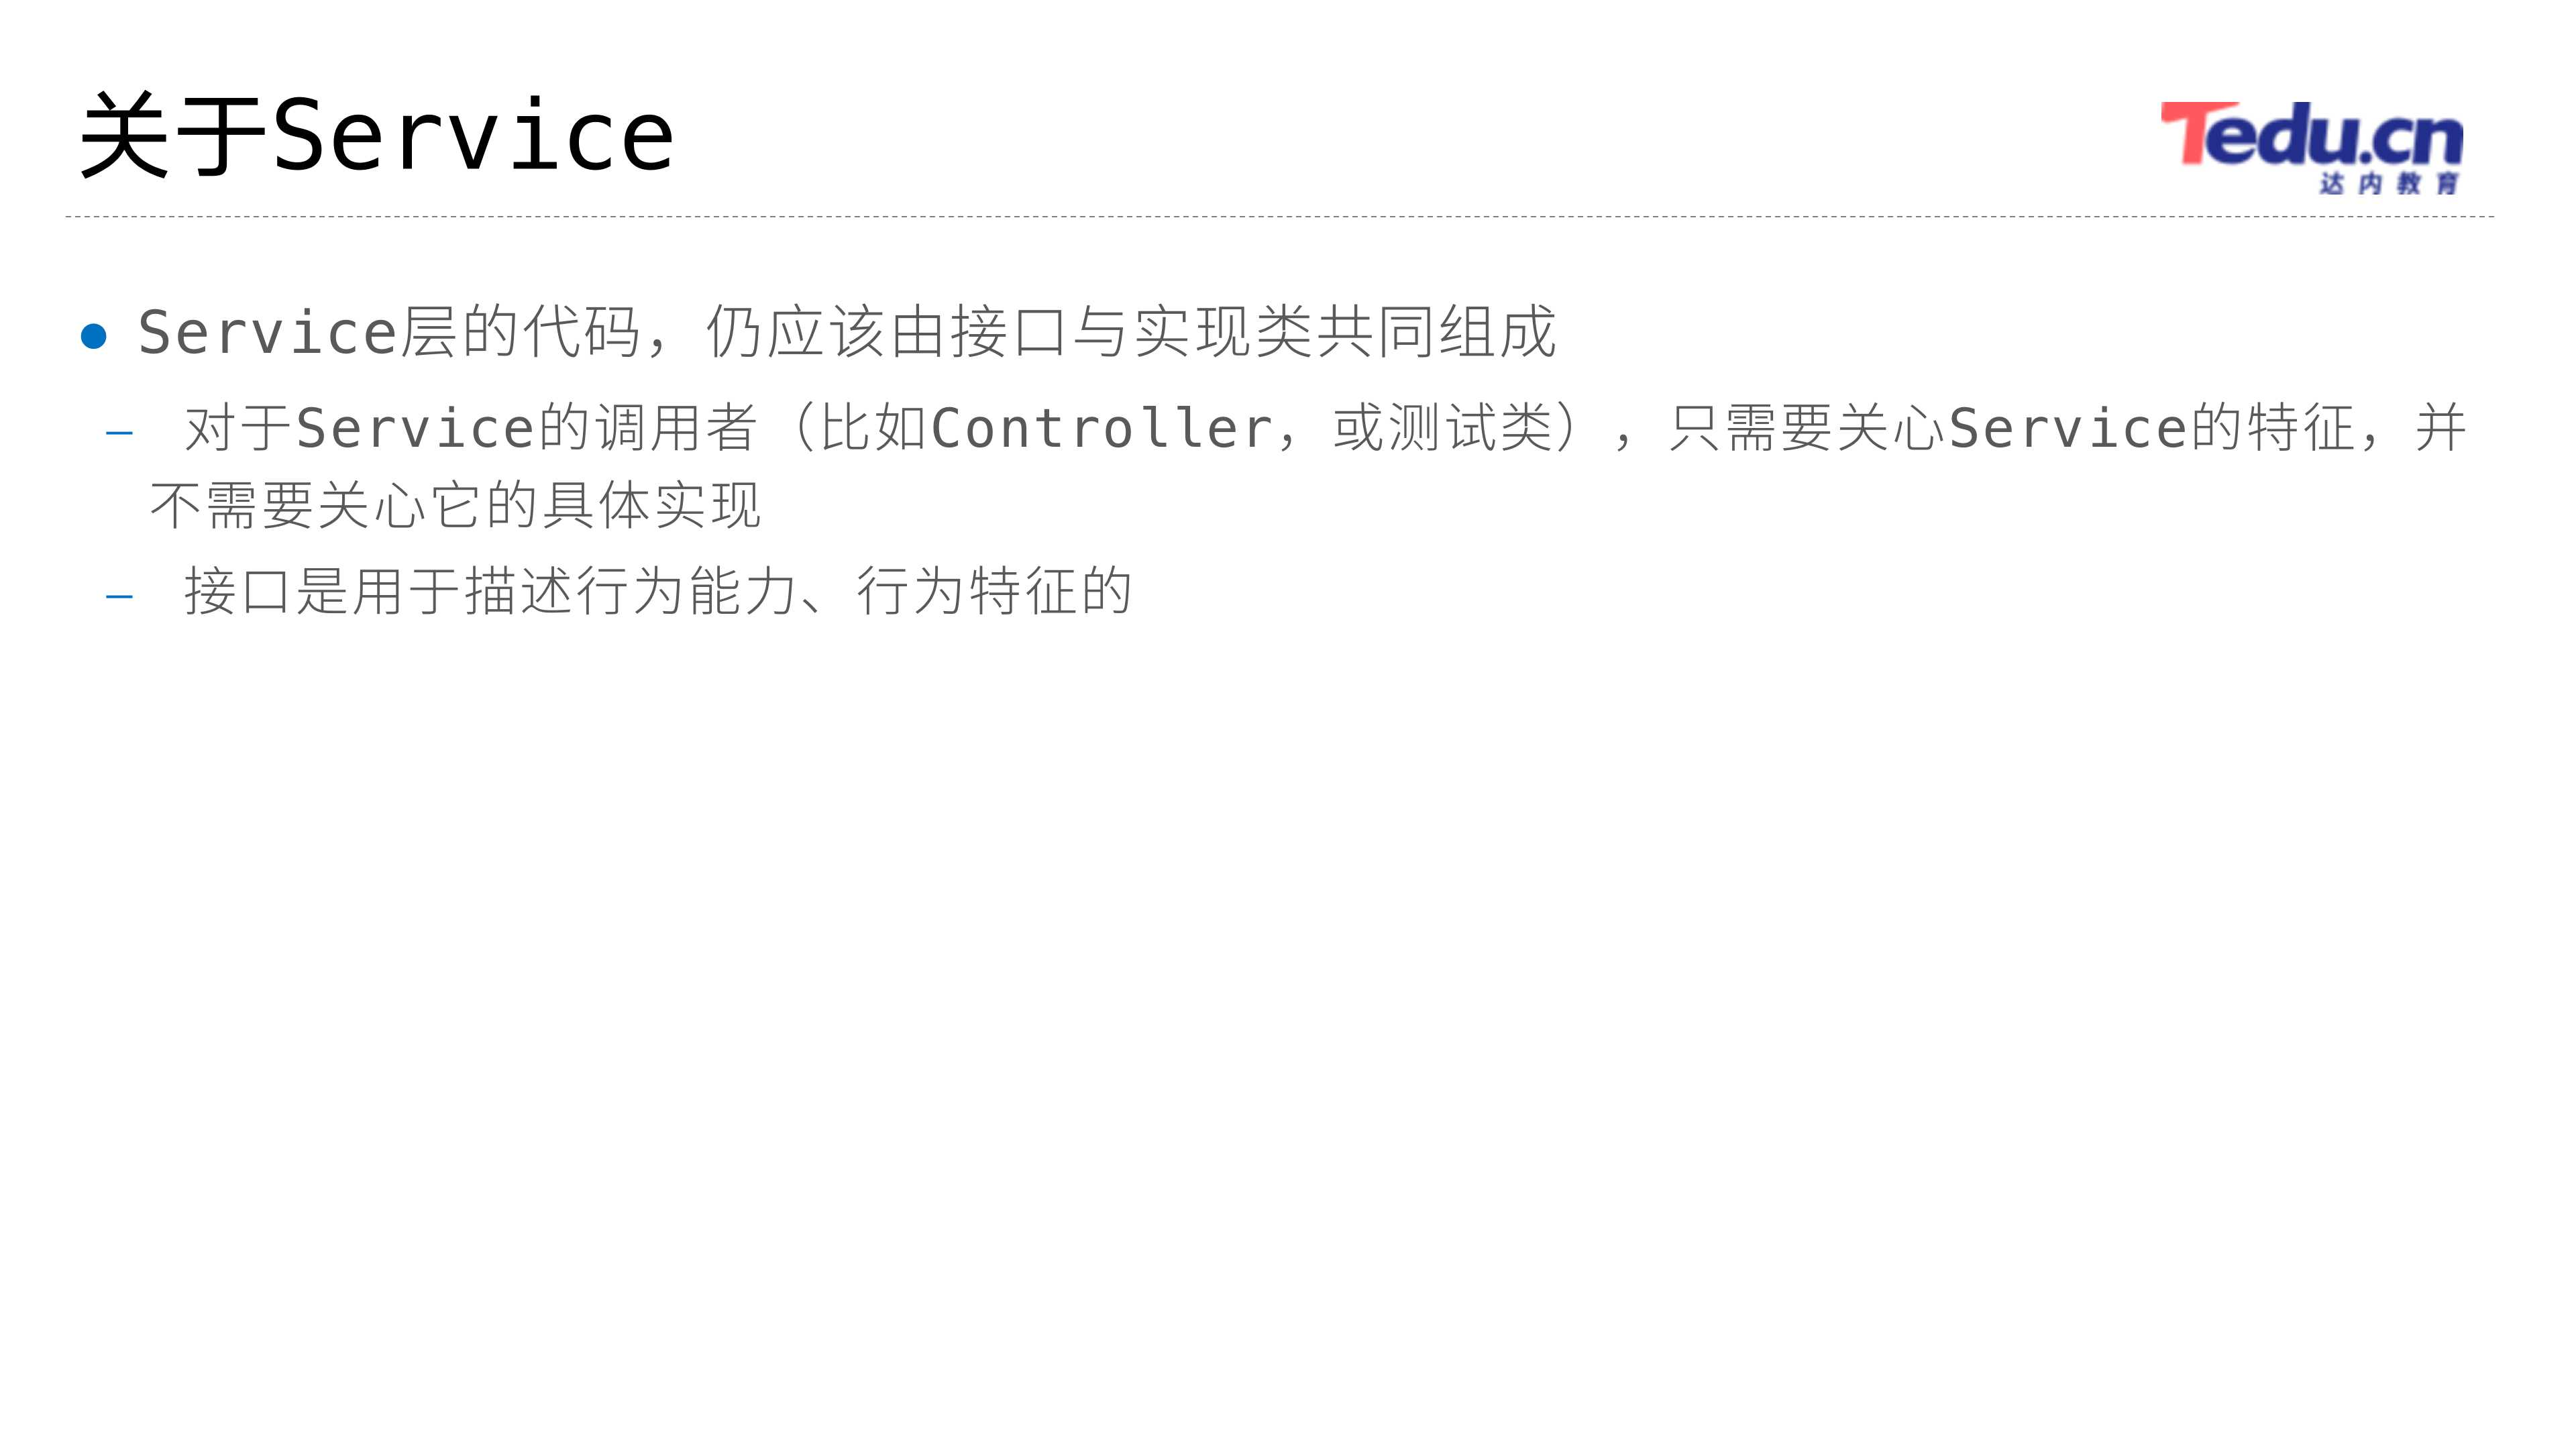 关于Service
Tedu.cn
达内教育
● Service层的代码，仍应该由接口与实现类共同组成
– 对于Service的调用者（比如Controller，或测试类），只需要关心Service的特征，并
不需要关心它的具体实现
– 接口是用于描述行为能力、行为特征的